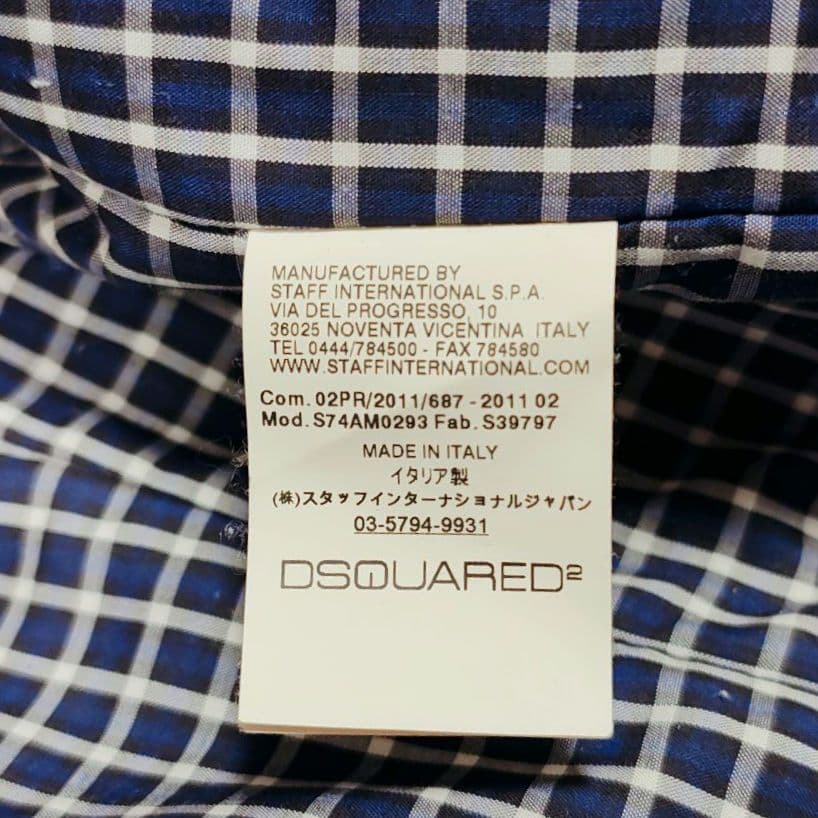 MANUFACTURED BY
STAFF INTERNATIONAL S.P.A.
VIA DEL PROGRESSO, 10
36025 NOVENTA VICENTINA ITALY
TEL 0444/784500 - FAX 784580
WWW.STAFFINTERNATIONAL.COM
Com. 02PR/2011/687 - 2011 02
Mod. S74AM0293 Fab. S39797
MADE IN ITALY
イタリア製
(株)スタッフインターナショナルジャパン
03-5794-9931
DSQUARED²